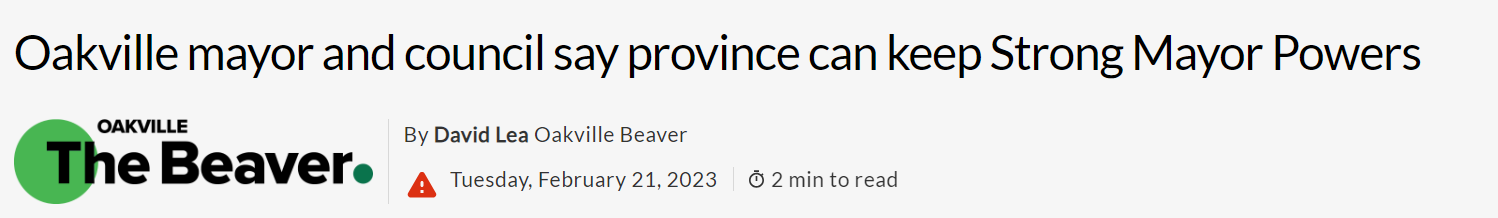 Oakville mayor and council say province can keep Strong Mayor Powers
OAKVILLE
The Beaver.
By David Lea Oakville Beaver
Tuesday, February 21, 2023
2 min to read